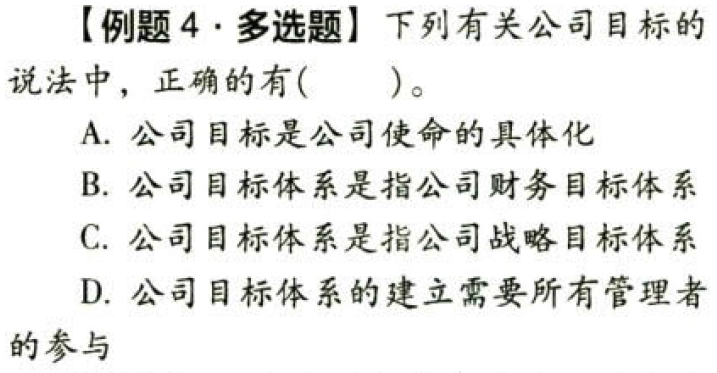 【例题4·多选题】下列有关公司目标的
说法中，正确的有(　　)。
A. 公司目标是公司使命的具体化
B. 公司目标体系是指公司财务目标体系
C. 公司目标体系是指公司战略目标体系
D. 公司目标体系的建立需要所有管理者
的参与